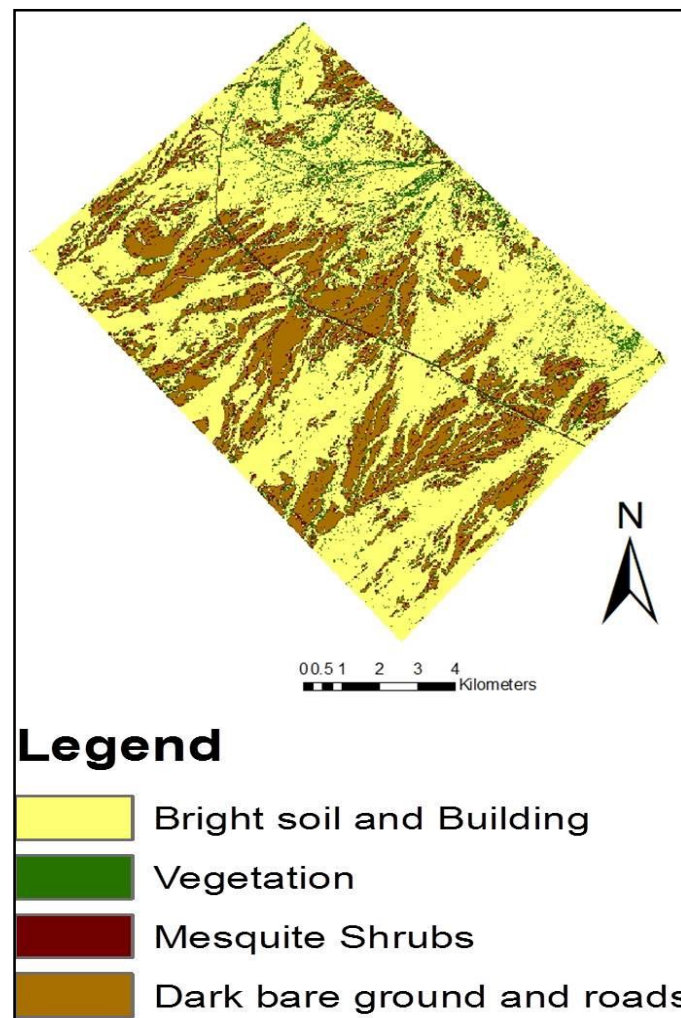 N
0 0.5 1 2 3 4
Kilometers
Legend
Bright soil and Building
Vegetation
Mesquite Shrubs
Dark bare ground and roads